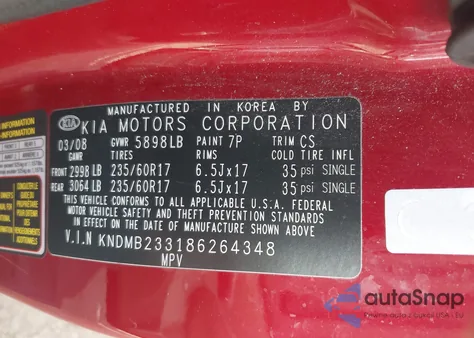 MANUFACTURED IN KOREA BY
KIA KIA MOTORS CORPORATION
03/08 GVWR 5898LB PAINT 7P TRIM CS
GAWR TIRES RIMS COLD TIRE INFL
FRONT 2998 LB 235/60R17 6.5Jx17 35 psi SINGLE
REAR 3064 LB 235/60R17 6.5Jx17 35 psi SINGLE
THIS VEHICLE CONFORMS TO ALL APPLICABLE U.S.A. FEDERAL
MOTOR VEHICLE SAFETY AND THEFT PREVENTION STANDARDS
IN EFFECT ON THE DATE OF MANUFACTURE SHOWN ABOVE.
V.I.N KNDMB233186264348
MPV
INFORMATION
autoSnap